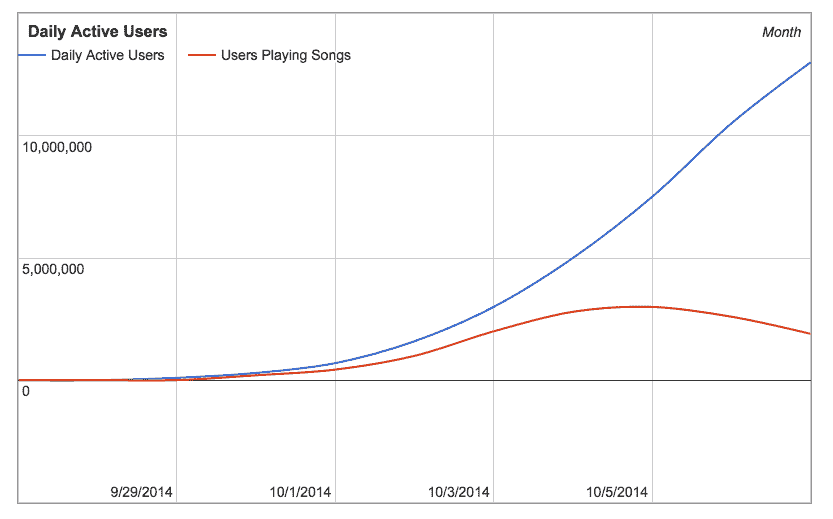 Daily Active Users
Month
Daily Active Users
Users Playing Songs
10,000,000
5,000,000
0
9/29/2014
10/1/2014
10/3/2014
10/5/2014